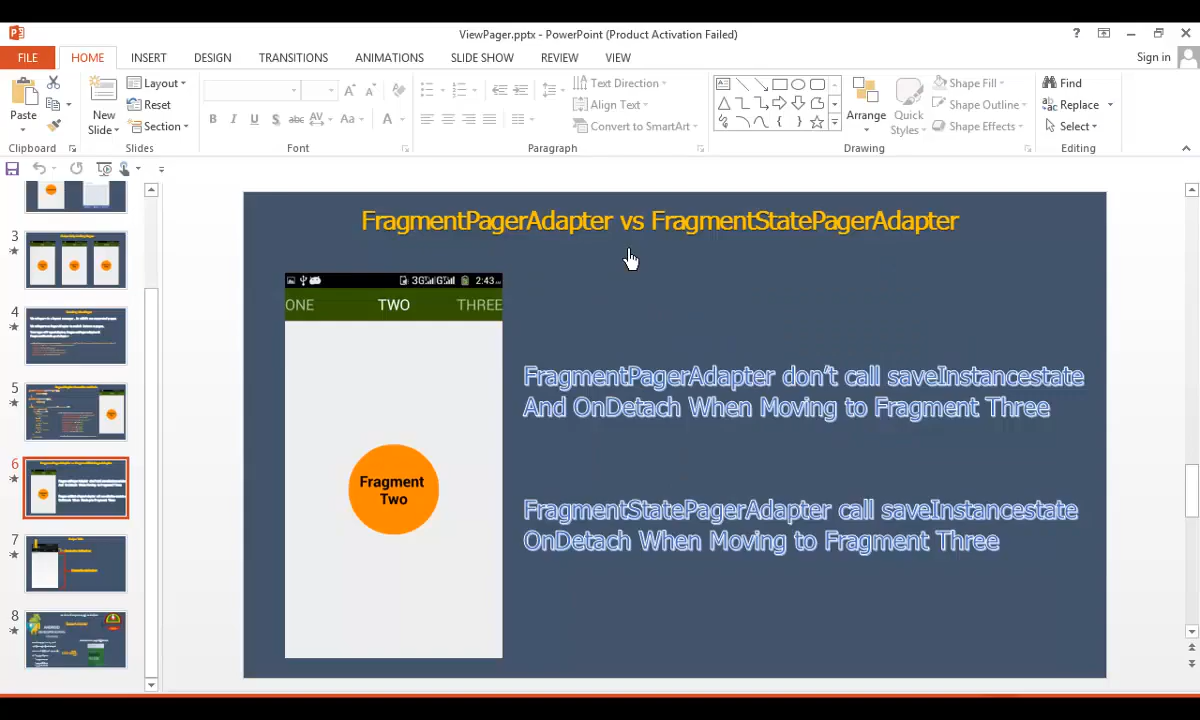 ViewPager.pptx - PowerPoint (Product Activation Failed)
?
FILE HOME INSERT DESIGN TRANSITIONS ANIMATIONS SLIDE SHOW REVIEW VIEW Sign in
Paste
New
Slide
Layout
Reset
Section
B I U S abc AV Aa A
Text Direction
Align Text
Convert to SmartArt
Arrange
Quick
Styles
Shape Fill
Shape Outline
Shape Effects
Find
Replace
Select
Clipboard Slides Font Paragraph Drawing Editing
3
4
5
6
7
8
FragmentPagerAdapter vs FragmentStatePagerAdapter
3G G 2:43
ONE TWO THREE
Fragment
Two
FragmentPagerAdapter don't call saveInstancestate
And OnDetach When Moving to Fragment Three
FragmentStatePagerAdapter call saveInstancestate
OnDetach When Moving to Fragment Three